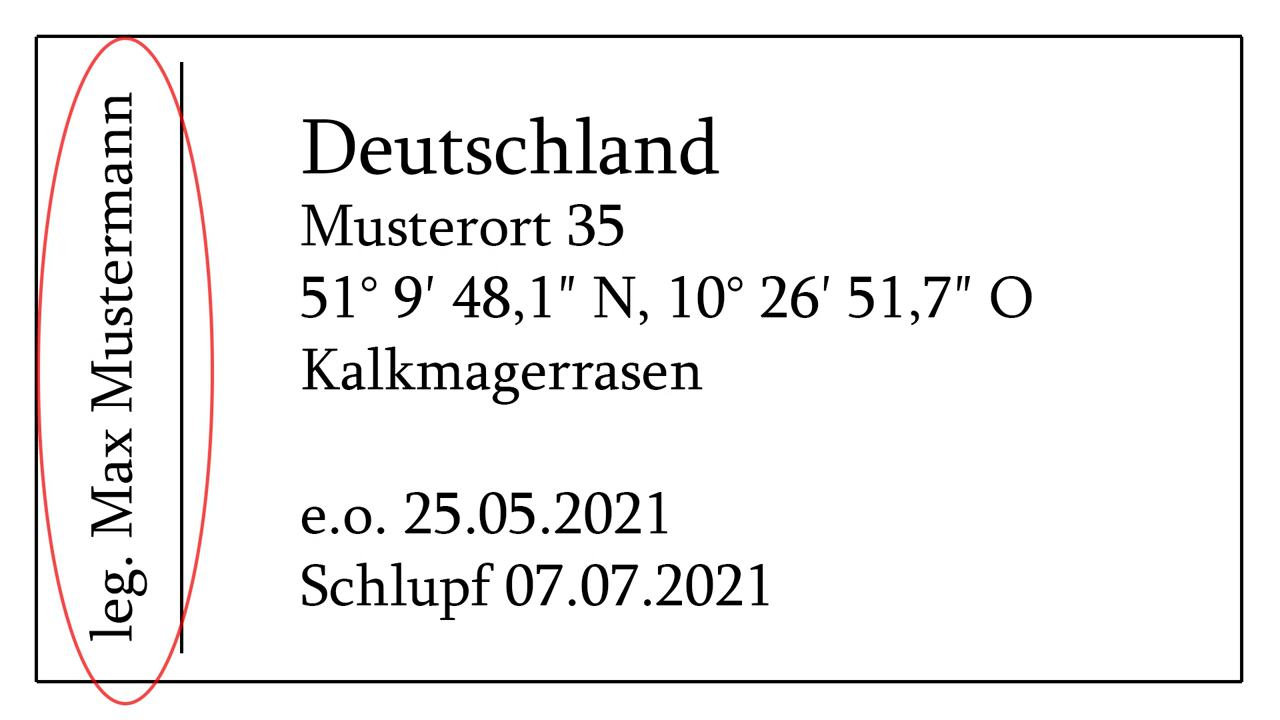 leg. Max Mustermann
Deutschland
Musterort 35
51° 9′ 48,1″ N, 10° 26′ 51,7″ O
Kalkmagerrasen
e.o. 25.05.2021
Schlupf 07.07.2021